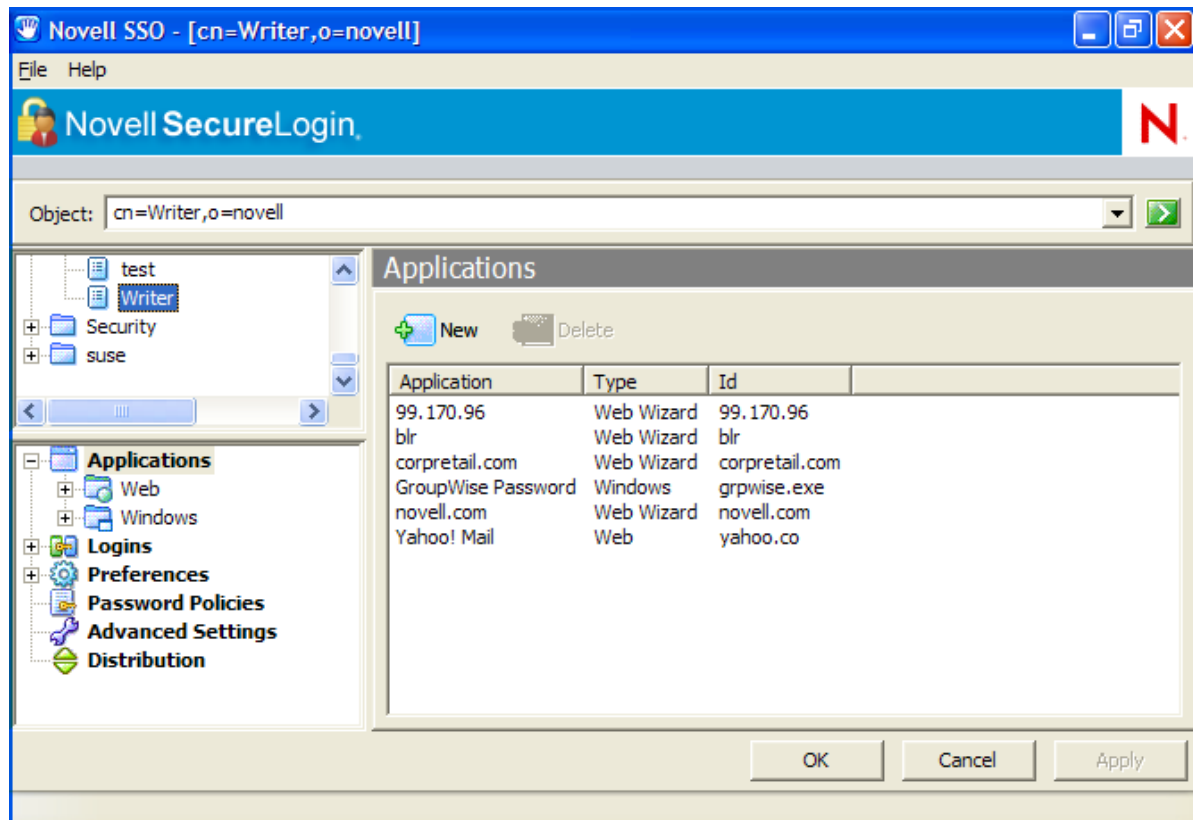 Novell SSO - [cn=Writer,o=novell]
File Help
Novell SecureLogin.
N.
Object: cn=Writer,o=novell
test
Writer
Security
suse
Applications
Web
Windows
Logins
Preferences
Password Policies
Advanced Settings
Distribution
Applications
New Delete
Application Type Id
99.170.96 Web Wizard 99.170.96
blr Web Wizard blr
corpretail.com Web Wizard corpretail.com
GroupWise Password Windows grpwise.exe
novell.com Web Wizard novell.com
Yahoo! Mail Web yahoo.co
OK Cancel Apply